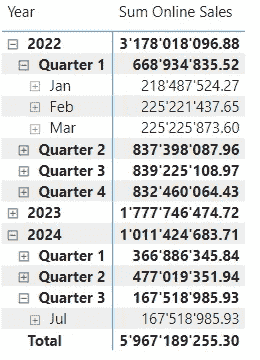 Year Sum Online Sales
2022 3'178'018'096.88
Quarter 1 668'934'835.52
Jan 218'487'524.27
Feb 225'221'437.65
Mar 225'225'873.60
Quarter 2 837'398'087.96
Quarter 3 839'225'108.97
Quarter 4 832'460'064.43
2023 1'777'746'474.72
2024 1'011'424'683.71
Quarter 1 366'886'345.84
Quarter 2 477'019'351.94
Quarter 3 167'518'985.93
Jul 167'518'985.93
Total 5'967'189'255.30